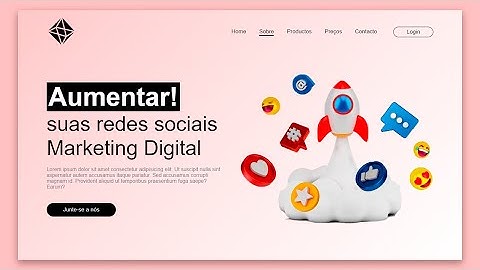 Home Sobre Productos Preços Contacto Login
Aumentar!
suas redes sociais
Marketing Digital
Lorem ipsum dolor sit amet consectetur adipisicing elit. Ut suscipit nulla sint
aspernatur autem accusamus itaque pariatur. Sed accusamus corporis
magnam nemo. Provident aliquid ut temporibus praesentium fuga saepe?
Earum?
Junte-se a nós